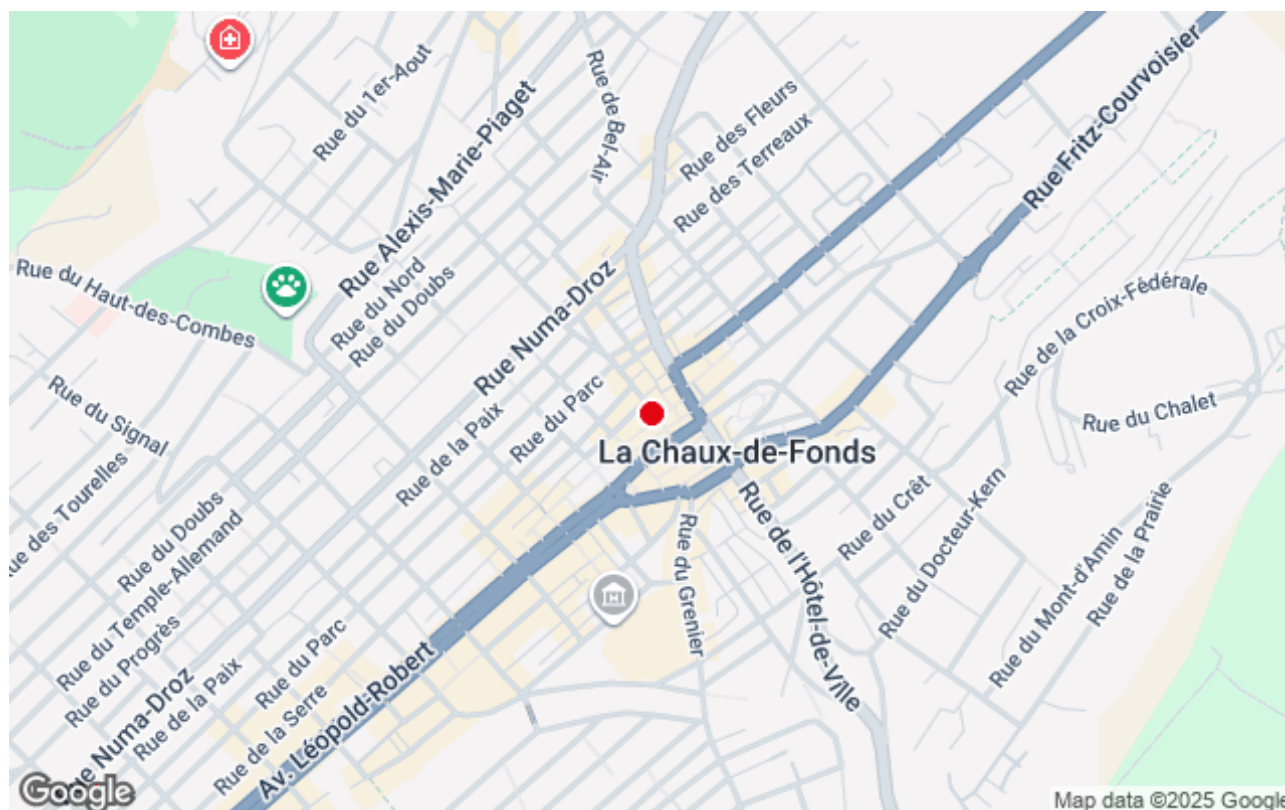 Rue du 1er-Aout
Rue Alexis-Marie-Piaget
Rue de Bel-Air
Rue des Fleurs
Rue des Terreaux
Rue Fritz-Courvoisier
Rue du Haut-des-Combes
Rue du Nord
Rue du Doubs
Rue Numa-Droz
Rue de la Croix-Fédérale
Rue du Signal
Rue de la Paix
Rue du Parc
Rue du Chalet
La Chaux-de-Fonds
Rue des Tourelles
Rue du Doubs
Rue du Temple-Allemand
Rue du Progrès
Rue Numa-Droz
Rue de la Paix
Rue du Parc
Rue de la Serre
Av. Léopold-Robert
Rue du Grenier
Rue de l'Hôtel-de-Ville
Rue du Crêt
Rue du Docteur-Kern
Rue du Mont-d'Amin
Rue de la Prairie
Google
Map data ©2025 Google